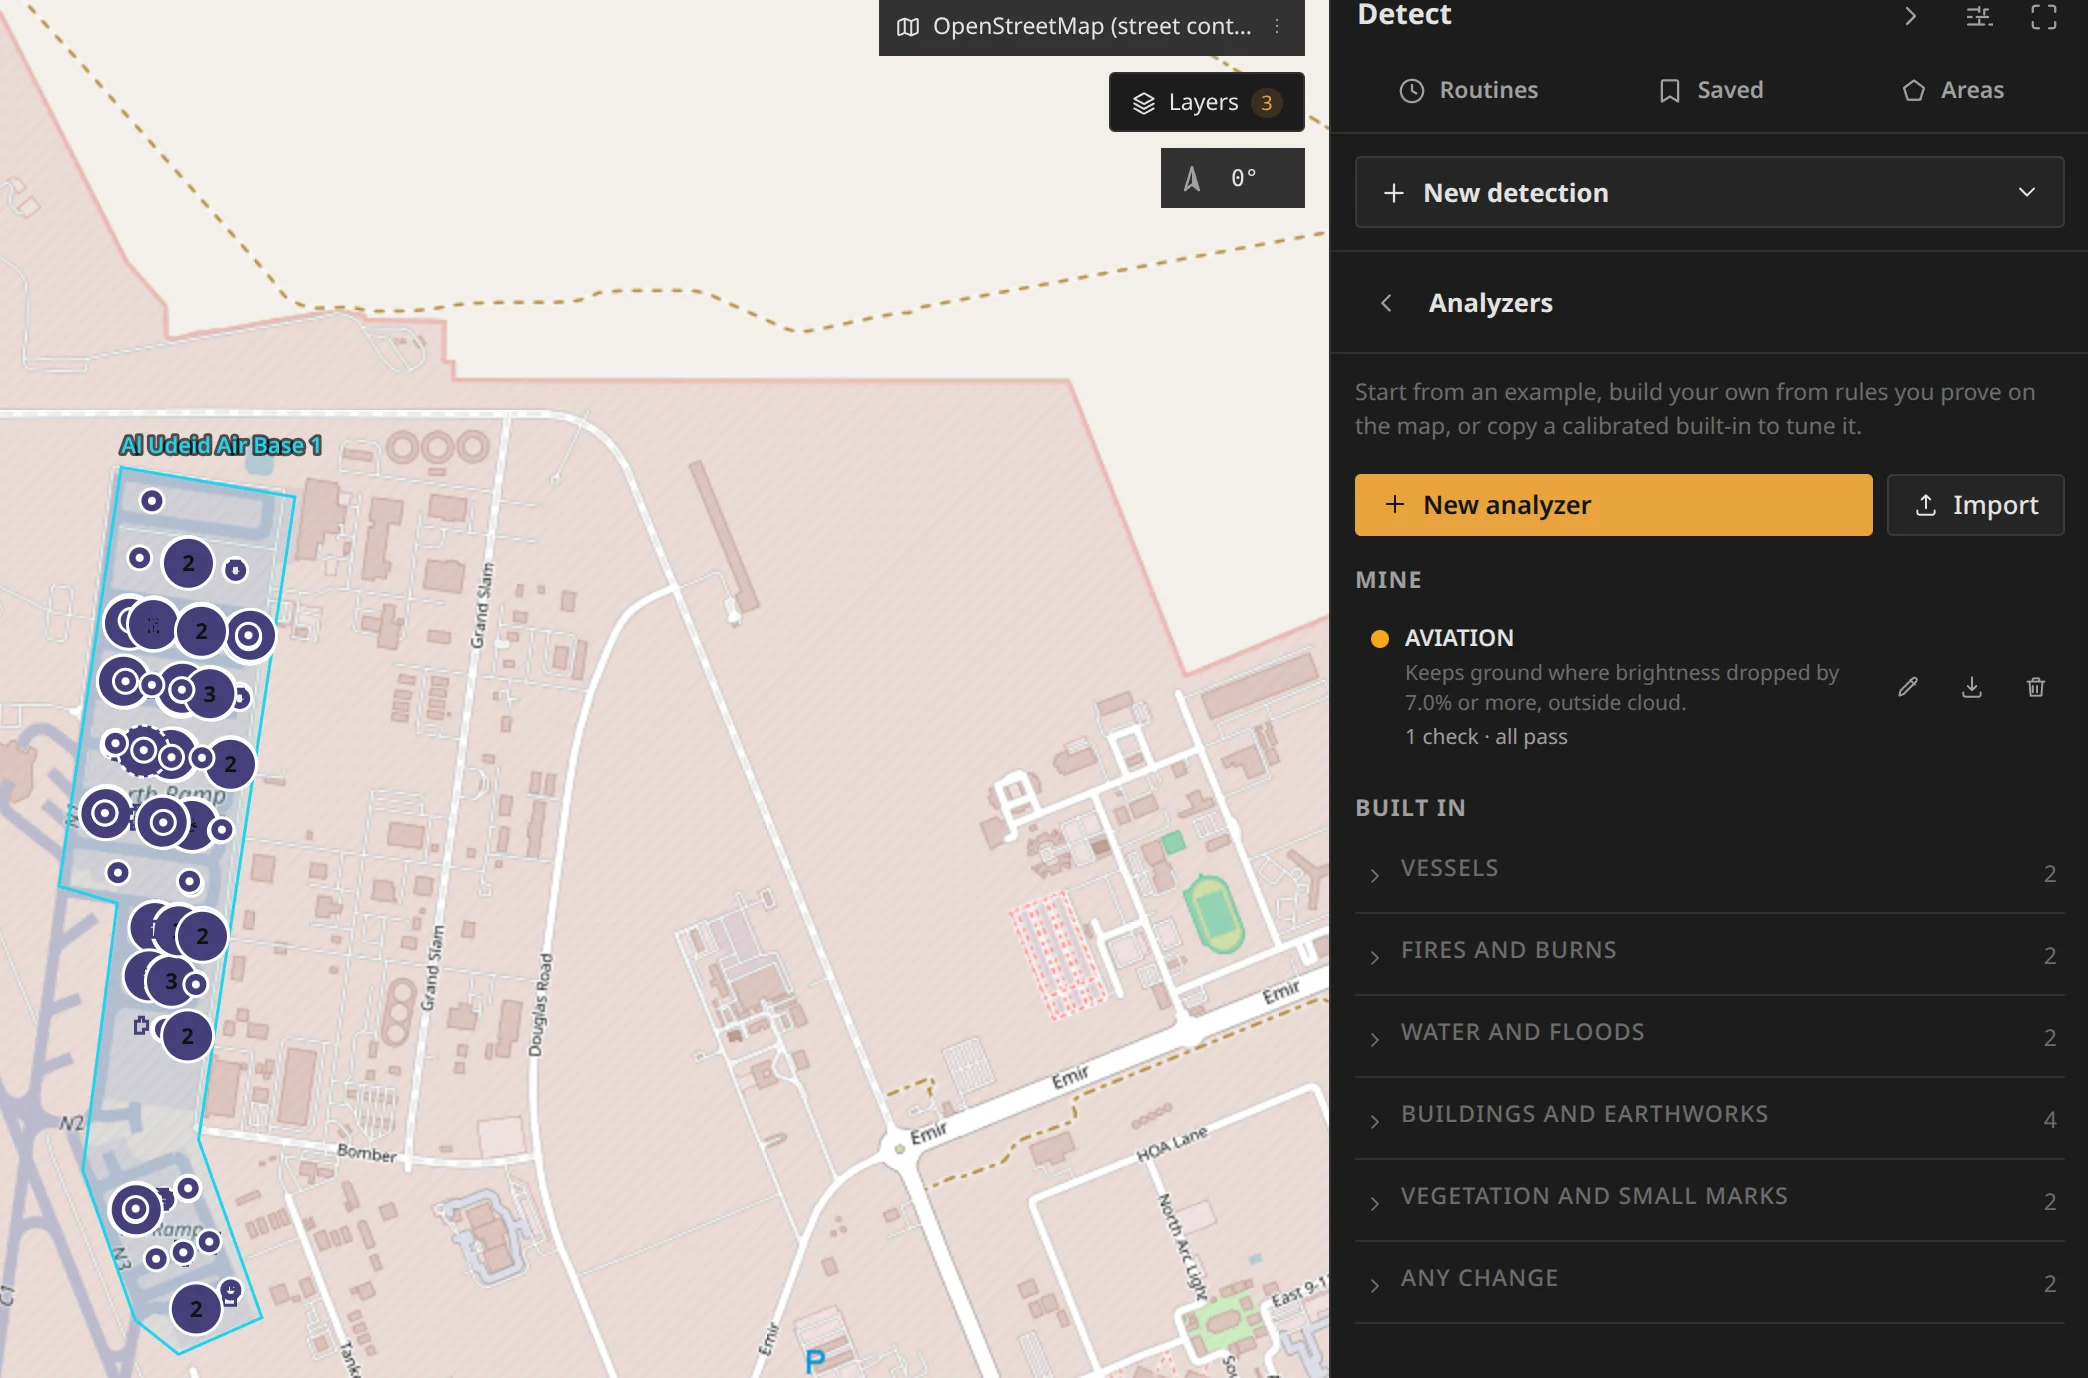 OpenStreetMap (street cont...
Layers 3
0°
Al Udeid Air Base 1
2
2
3
2
2
3
2
2
Grand Slam
Grand Slam
Douglas Road
N2
N3
C1
Bomber
Emir
Emir
Emir
Emir
HOA Lane
North Arc Light
East 9-1
P
Detect
Routines
Saved
Areas
New detection
Analyzers
Start from an example, build your own from rules you prove on
the map, or copy a calibrated built-in to tune it.
New analyzer
Import
MINE
AVIATION
Keeps ground where brightness dropped by
7.0% or more, outside cloud.
1 check · all pass
BUILT IN
VESSELS 2
FIRES AND BURNS 2
WATER AND FLOODS 2
BUILDINGS AND EARTHWORKS 4
VEGETATION AND SMALL MARKS 2
ANY CHANGE 2